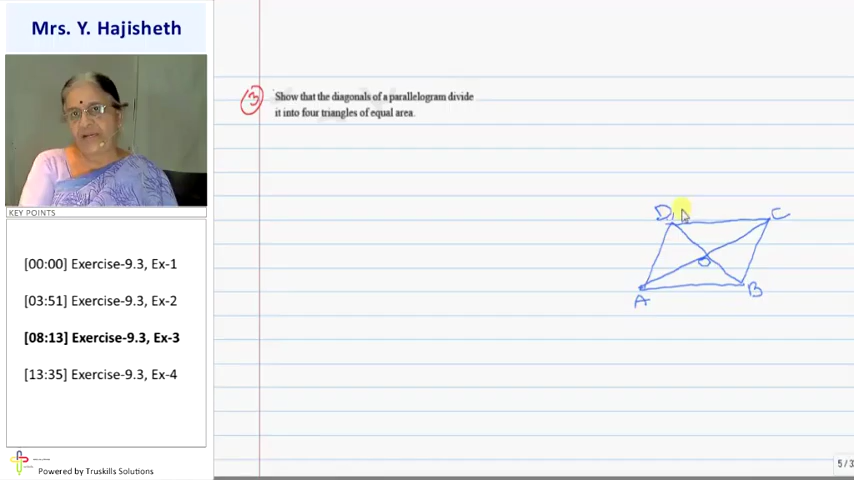 Mrs. Y. Hajisheth
KEY POINTS
[00:00] Exercise-9.3, Ex-1
[03:51] Exercise-9.3, Ex-2
[08:13] Exercise-9.3, Ex-3
[13:35] Exercise-9.3, Ex-4
Powered by Truskills Solutions
3
Show that the diagonals of a parallelogram divide
it into four triangles of equal area.
D C
O
A B
5/3